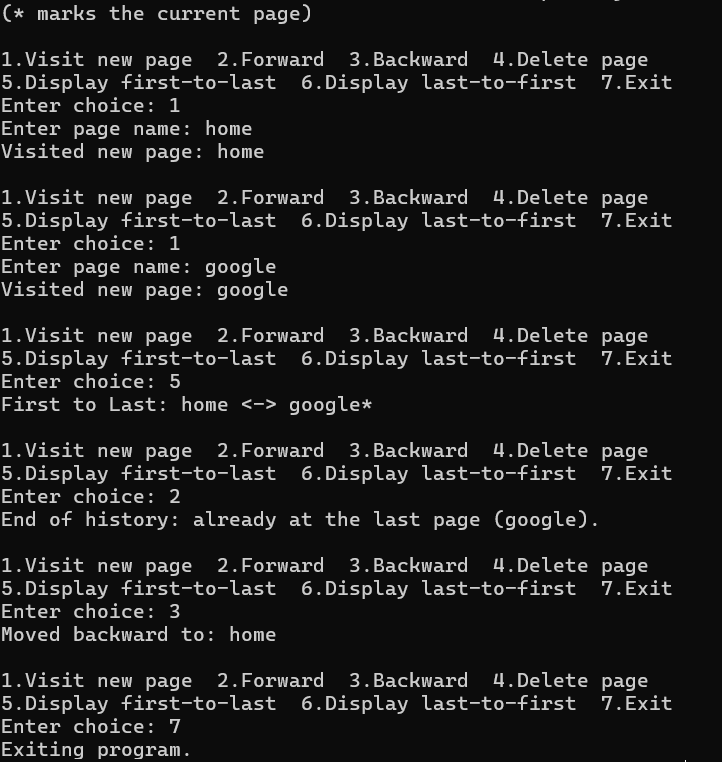 (* marks the current page)
1.Visit new page  2.Forward  3.Backward  4.Delete page
5.Display first-to-last  6.Display last-to-first  7.Exit
Enter choice: 1
Enter page name: home
Visited new page: home
1.Visit new page  2.Forward  3.Backward  4.Delete page
5.Display first-to-last  6.Display last-to-first  7.Exit
Enter choice: 1
Enter page name: google
Visited new page: google
1.Visit new page  2.Forward  3.Backward  4.Delete page
5.Display first-to-last  6.Display last-to-first  7.Exit
Enter choice: 5
First to Last: home <-> google*
1.Visit new page  2.Forward  3.Backward  4.Delete page
5.Display first-to-last  6.Display last-to-first  7.Exit
Enter choice: 2
End of history: already at the last page (google).
1.Visit new page  2.Forward  3.Backward  4.Delete page
5.Display first-to-last  6.Display last-to-first  7.Exit
Enter choice: 3
Moved backward to: home
1.Visit new page  2.Forward  3.Backward  4.Delete page
5.Display first-to-last  6.Display last-to-first  7.Exit
Enter choice: 7
Exiting program.